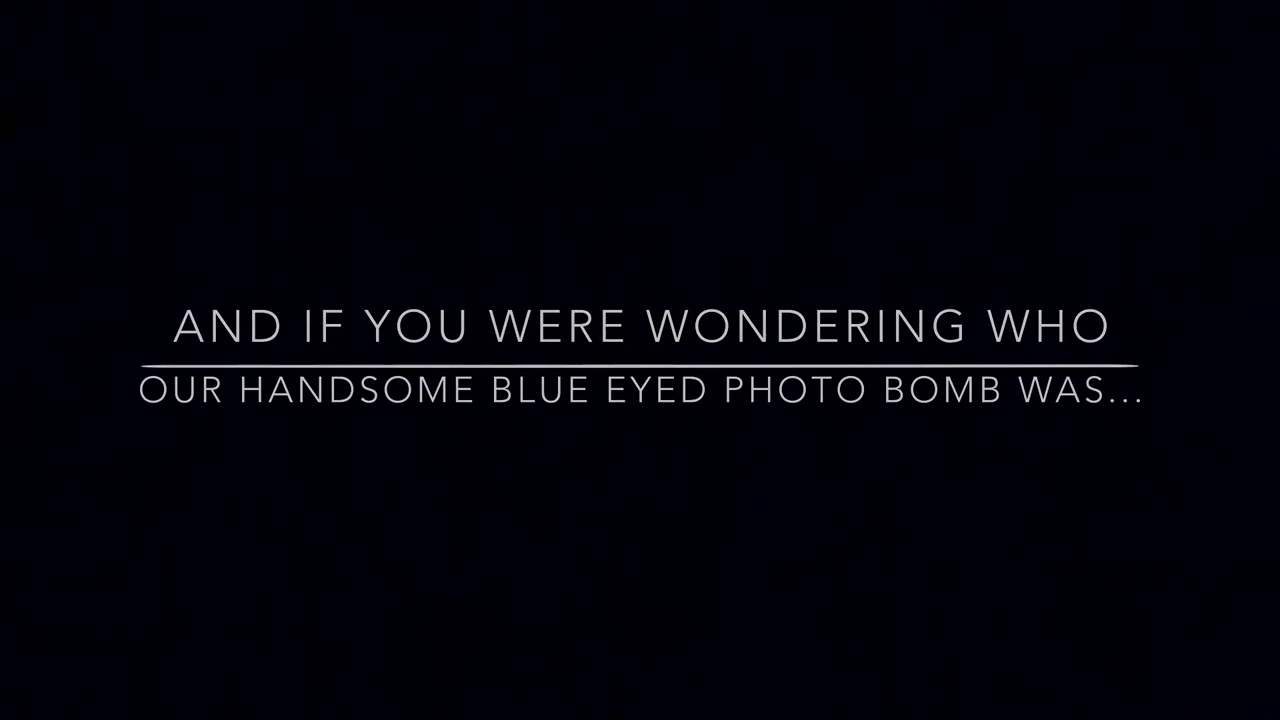 AND IF YOU WERE WONDERING WHO
OUR HANDSOME BLUE EYED PHOTO BOMB WAS...